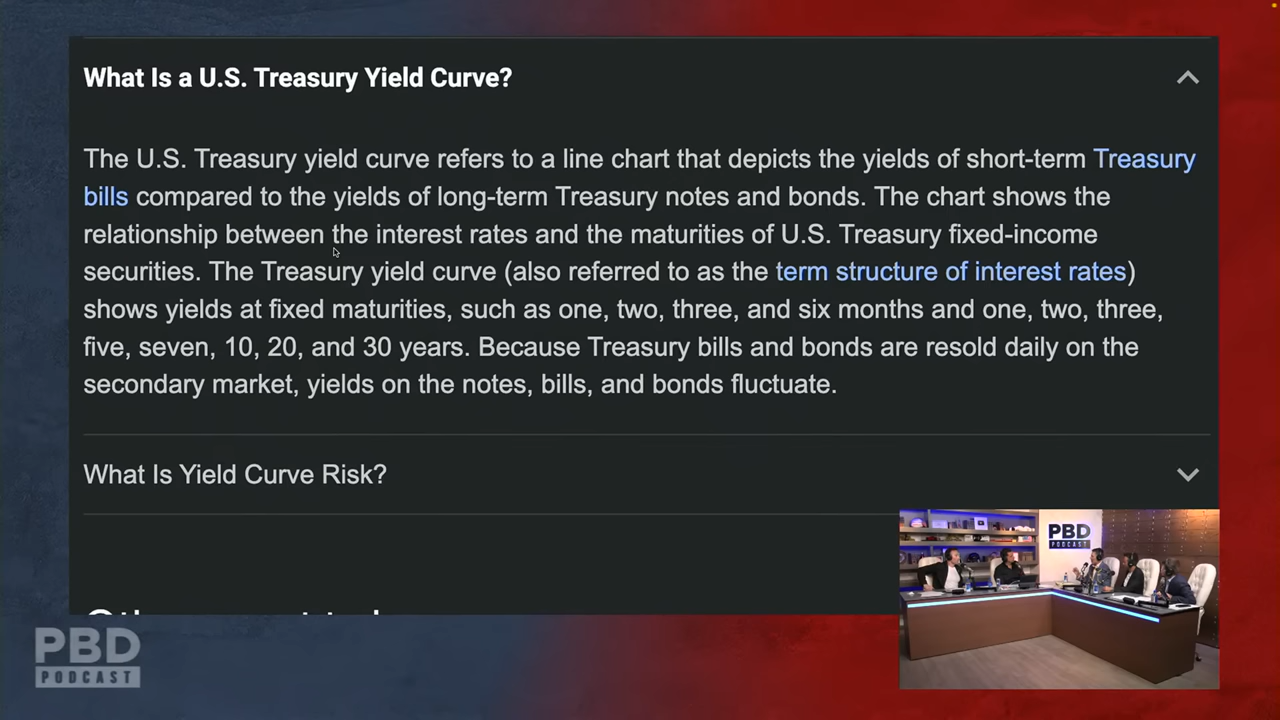 What Is a U.S. Treasury Yield Curve?
The U.S. Treasury yield curve refers to a line chart that depicts the yields of short-term Treasury
bills compared to the yields of long-term Treasury notes and bonds. The chart shows the
relationship between the interest rates and the maturities of U.S. Treasury fixed-income
securities. The Treasury yield curve (also referred to as the term structure of interest rates)
shows yields at fixed maturities, such as one, two, three, and six months and one, two, three,
five, seven, 10, 20, and 30 years. Because Treasury bills and bonds are resold daily on the
secondary market, yields on the notes, bills, and bonds fluctuate.
What Is Yield Curve Risk?
PBD
PODCAST
PBD
PODCAST